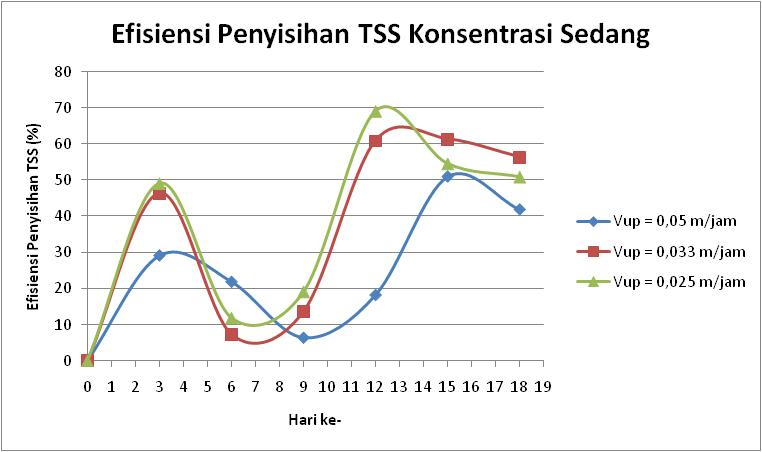 Efisiensi Penyisihan TSS Konsentrasi Sedang
Efisiensi Penyisihan TSS (%)
80
70
60
50
40
30
20
10
0
0 1 2 3 4 5 6 7 8 9 10 11 12 13 14 15 16 17 18 19
Hari ke-
Vup = 0,05 m/jam
Vup = 0,033 m/jam
Vup = 0,025 m/jam